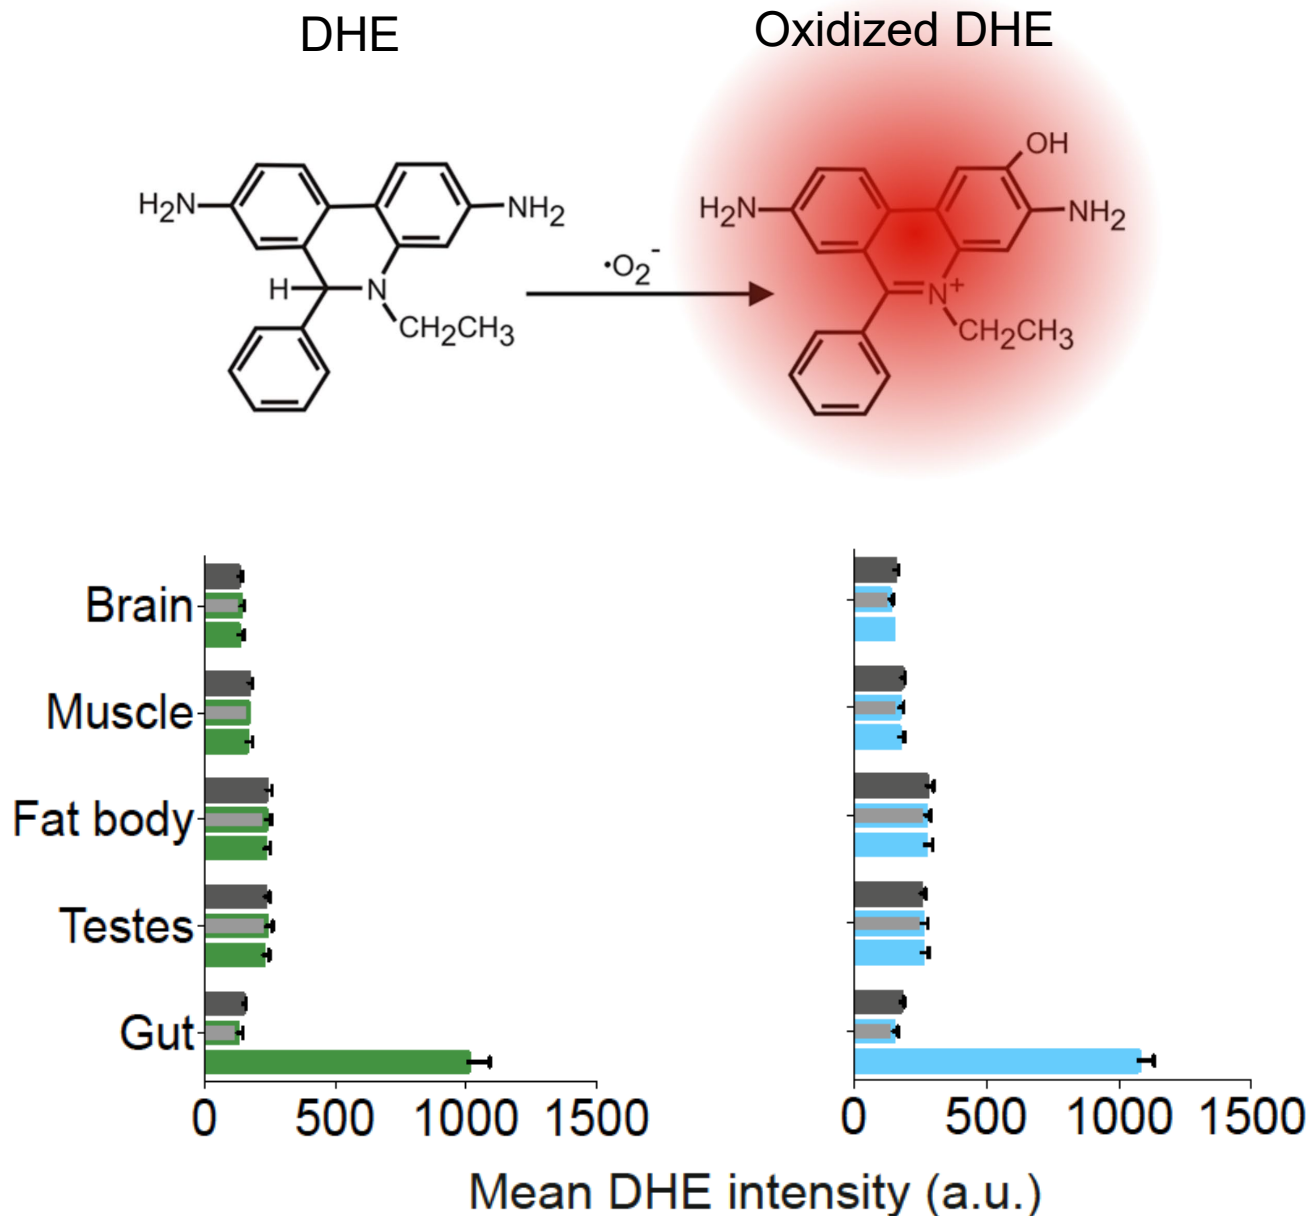 DHE
Oxidized DHE
H2N
NH2
H
N
CH2CH3
·O2-
OH
H2N
NH2
N+
CH2CH3
Brain
Muscle
Fat body
Testes
Gut
0 500 1000 1500
0 500 1000 1500
Mean DHE intensity (a.u.)